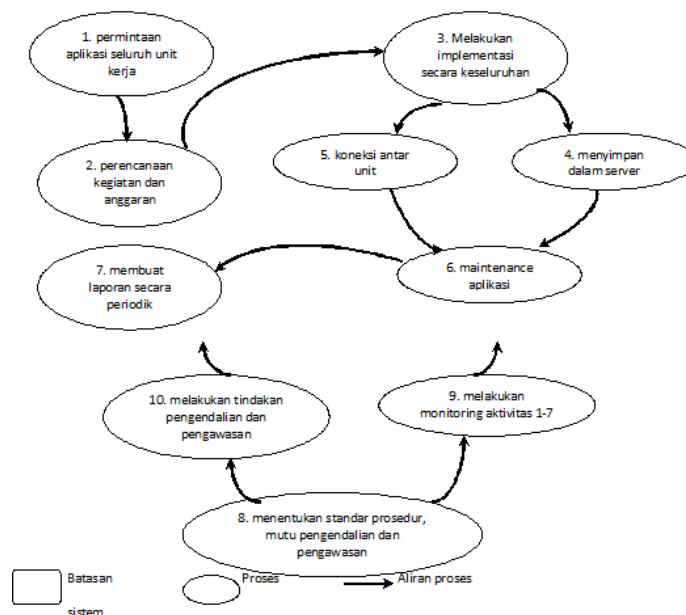 1. permintaan
aplikasi seluruh unit
kerja
2. perencanaan
kegiatan dan
anggaran
3. Melakukan
implementasi
secara keseluruhan
5. koneksi antar
unit
4. menyimpan
dalam server
7. membuat
laporan secara
periodik
6. maintenance
aplikasi
10. melakukan tindakan
pengendalian dan
pengawasan
9. melakukan
monitoring aktivitas 1-7
8. menentukan standar prosedur,
mutu pengendalian dan
pengawasan
Batasan
sistem
Proses
Aliran proses